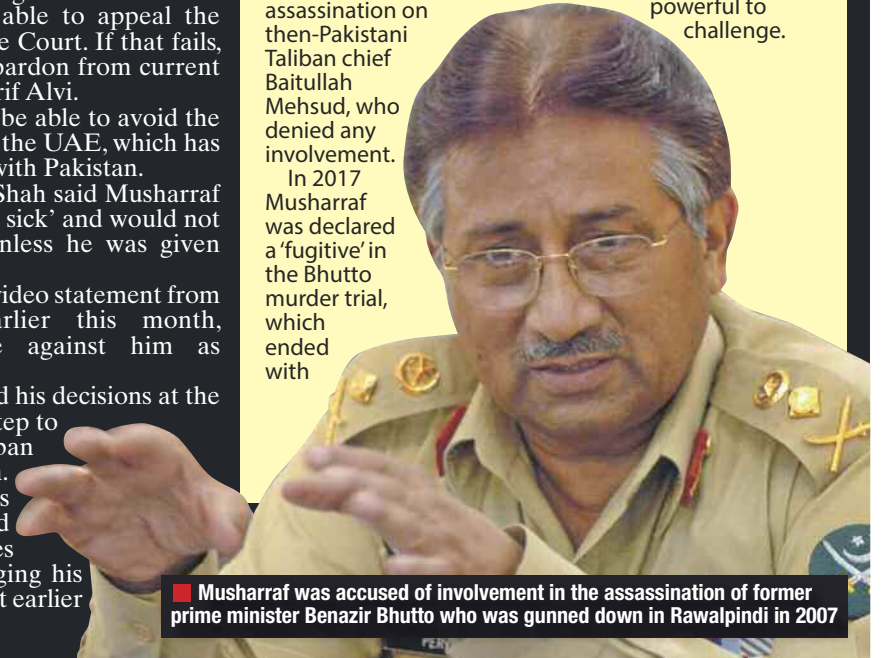 able to appeal the
e Court. If that fails,
pardon from current
rif Alvi.
be able to avoid the
the UAE, which has
with Pakistan.
Shah said Musharraf
sick’ and would not
nless he was given
video statement from
rlier this month,
e against him as
d his decisions at the
tep to
ban
n.
s
d
es
ging his
t earlier
assassination on
then-Pakistani
Taliban chief
Baitullah
Mehsud, who
denied any
involvement.
In 2017
Musharraf
was declared
a ‘fugitive’ in
the Bhutto
murder trial,
which
ended
with
powerful to
challenge.
Musharraf was accused of involvement in the assassination of former
prime minister Benazir Bhutto who was gunned down in Rawalpindi in 2007